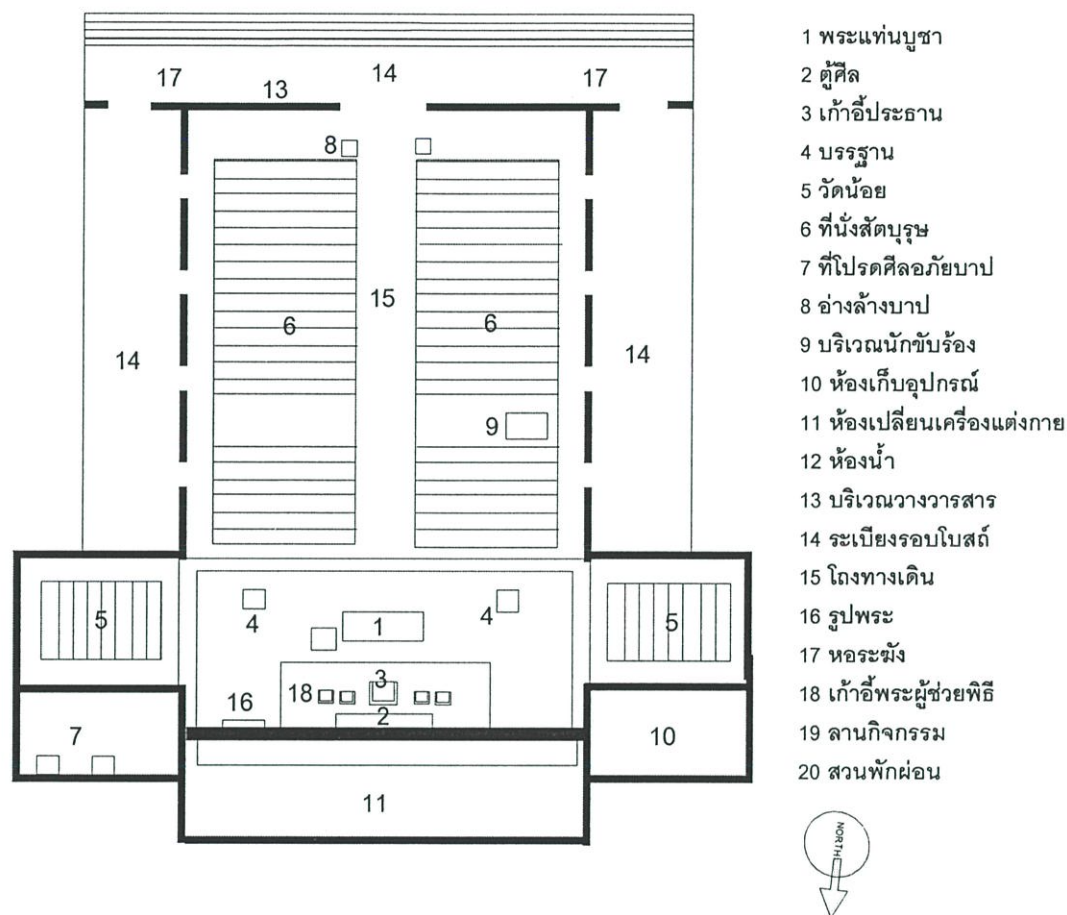 17 14 17
13
8
15
6 6
14 14
9
5 5
4 1 4
3
18
16 2
7 10
11
1 พระแท่นบูชา
2 ตู้ศีล
3 เก้าอี้ประธาน
4 บรรฐาน
5 วัดน้อย
6 ที่นั่งสัตบุรุษ
7 ที่โปรดศีลอภัยบาป
8 อ่างล้างบาป
9 บริเวณนักขับร้อง
10 ห้องเก็บอุปกรณ์
11 ห้องเปลี่ยนเครื่องแต่งกาย
12 ห้องน้ำ
13 บริเวณวางวารสาร
14 ระเบียงรอบโบสถ์
15 โถงทางเดิน
16 รูปพระ
17 หอระฆัง
18 เก้าอี้พระผู้ช่วยพิธี
19 ลานกิจกรรม
20 สวนพักผ่อน
NORTH